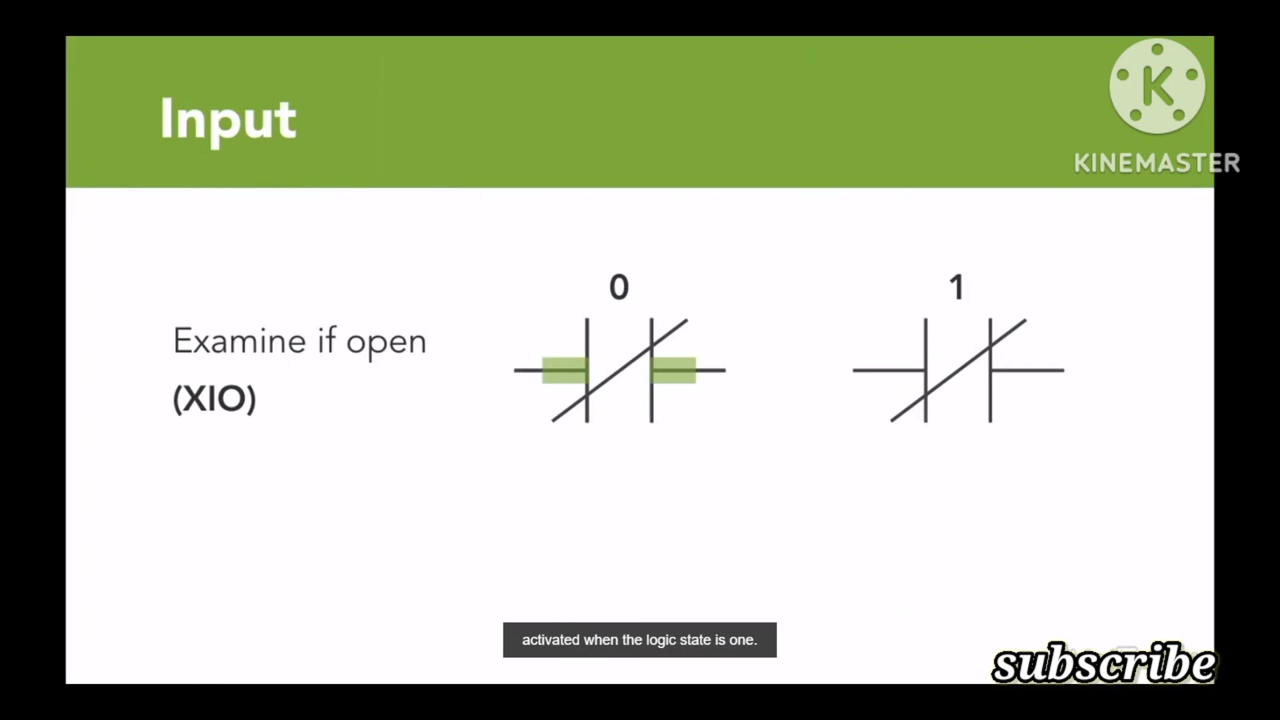 Input
K
KINEMASTER
0
1
Examine if open
(XIO)
activated when the logic state is one.
subscribe